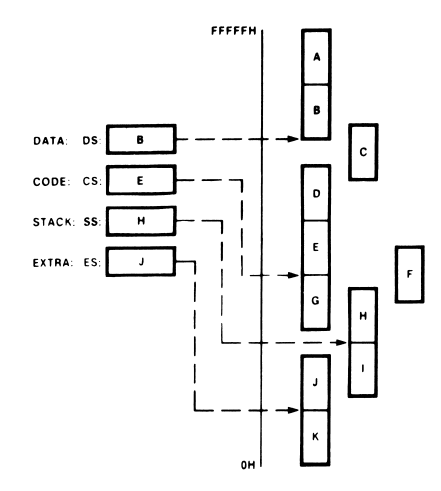 FFFFFH
A
B
DATA: DS: B
C
CODE: CS: E
D
STACK: SS: H
E
EXTRA: ES: J
F
G
H
I
J
K
0H